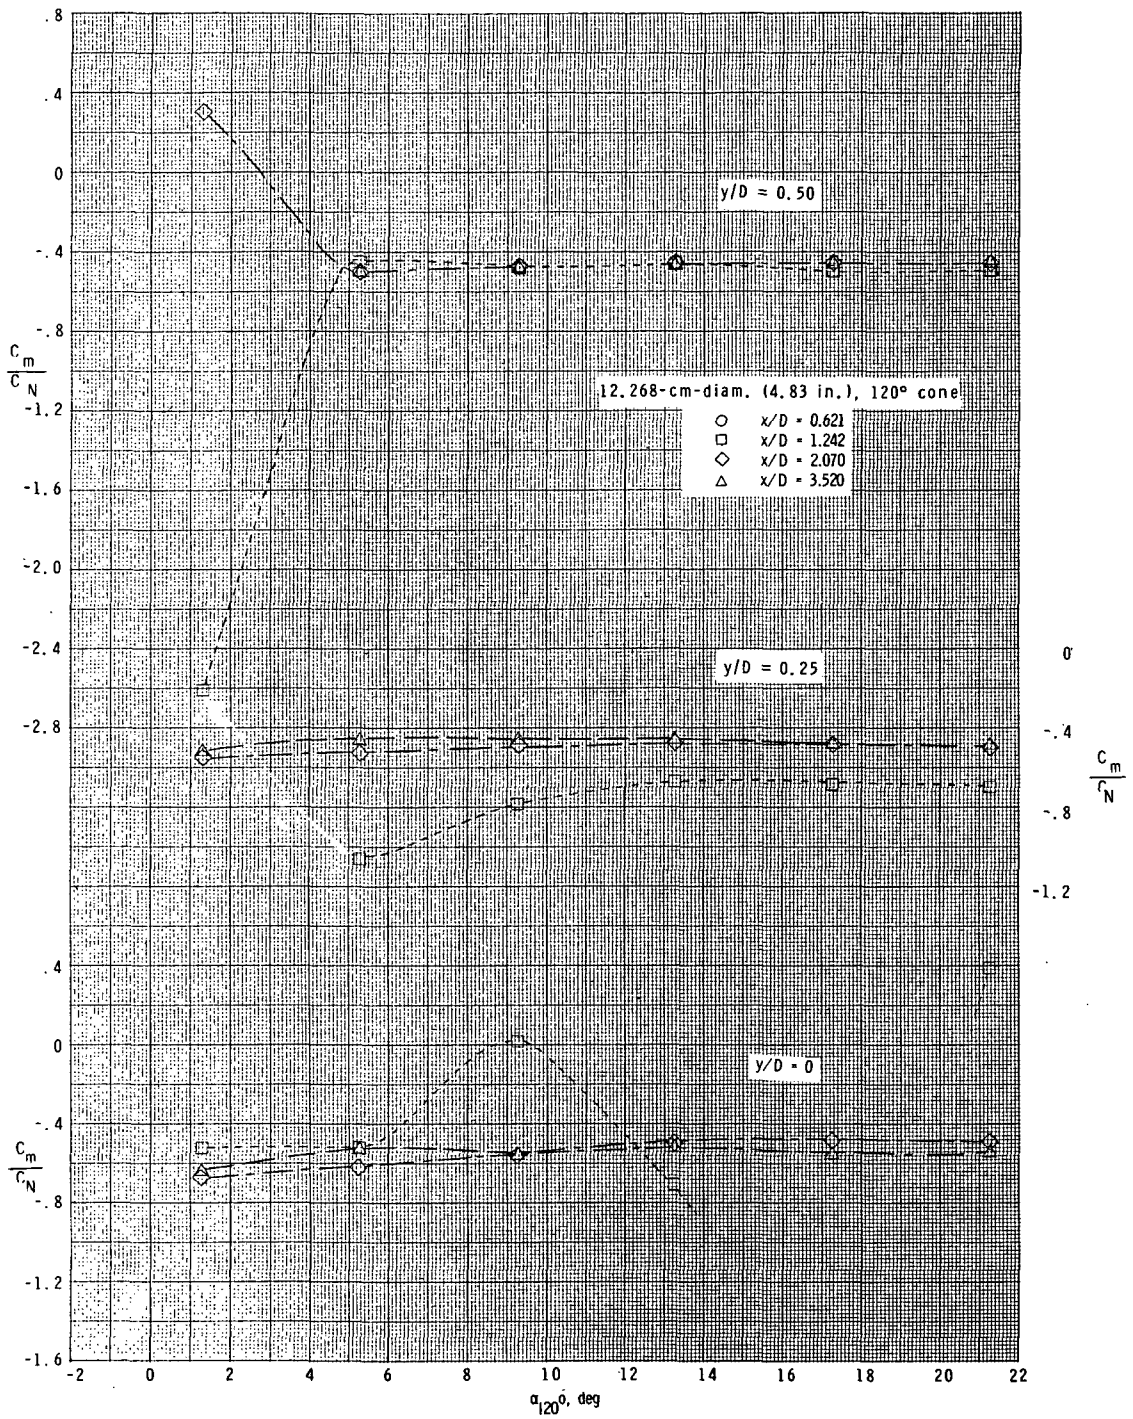 .8
.4
0
-.4
-.8
C_m
C_N
-1.2
-1.6
-2.0
-2.4
-2.8
y/D = 0.50
12.268-cm-diam. (4.83 in.), 120° cone
○ x/D = 0.621
□ x/D = 1.242
◇ x/D = 2.070
△ x/D = 3.520
y/D = 0.25
0
-.4
C_m
C_N
-.8
-1.2
.4
0
-.4
C_m
C_N
-.8
-1.2
-1.6
y/D = 0
-2 0 2 4 6 8 10 12 14 16 18 20 22
α120°, deg